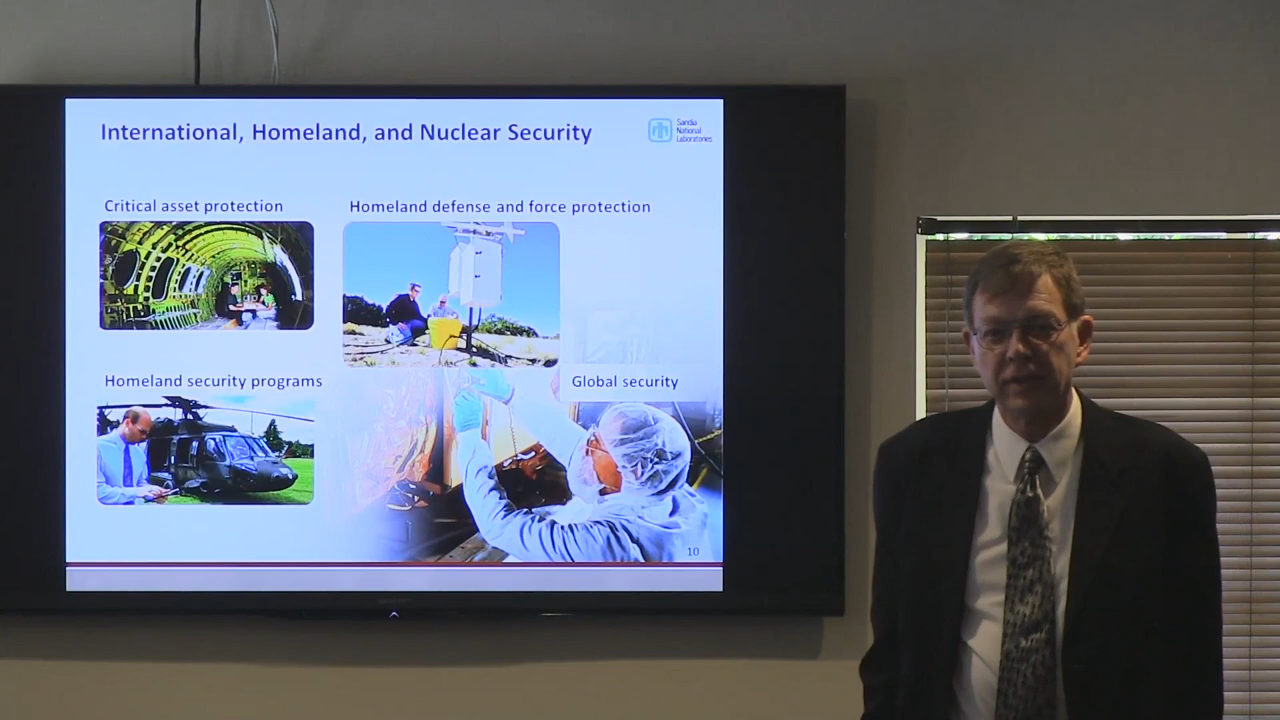 International, Homeland, and Nuclear Security
Sandia
National
Laboratories
Critical asset protection
Homeland defense and force protection
Homeland security programs
Global security
10